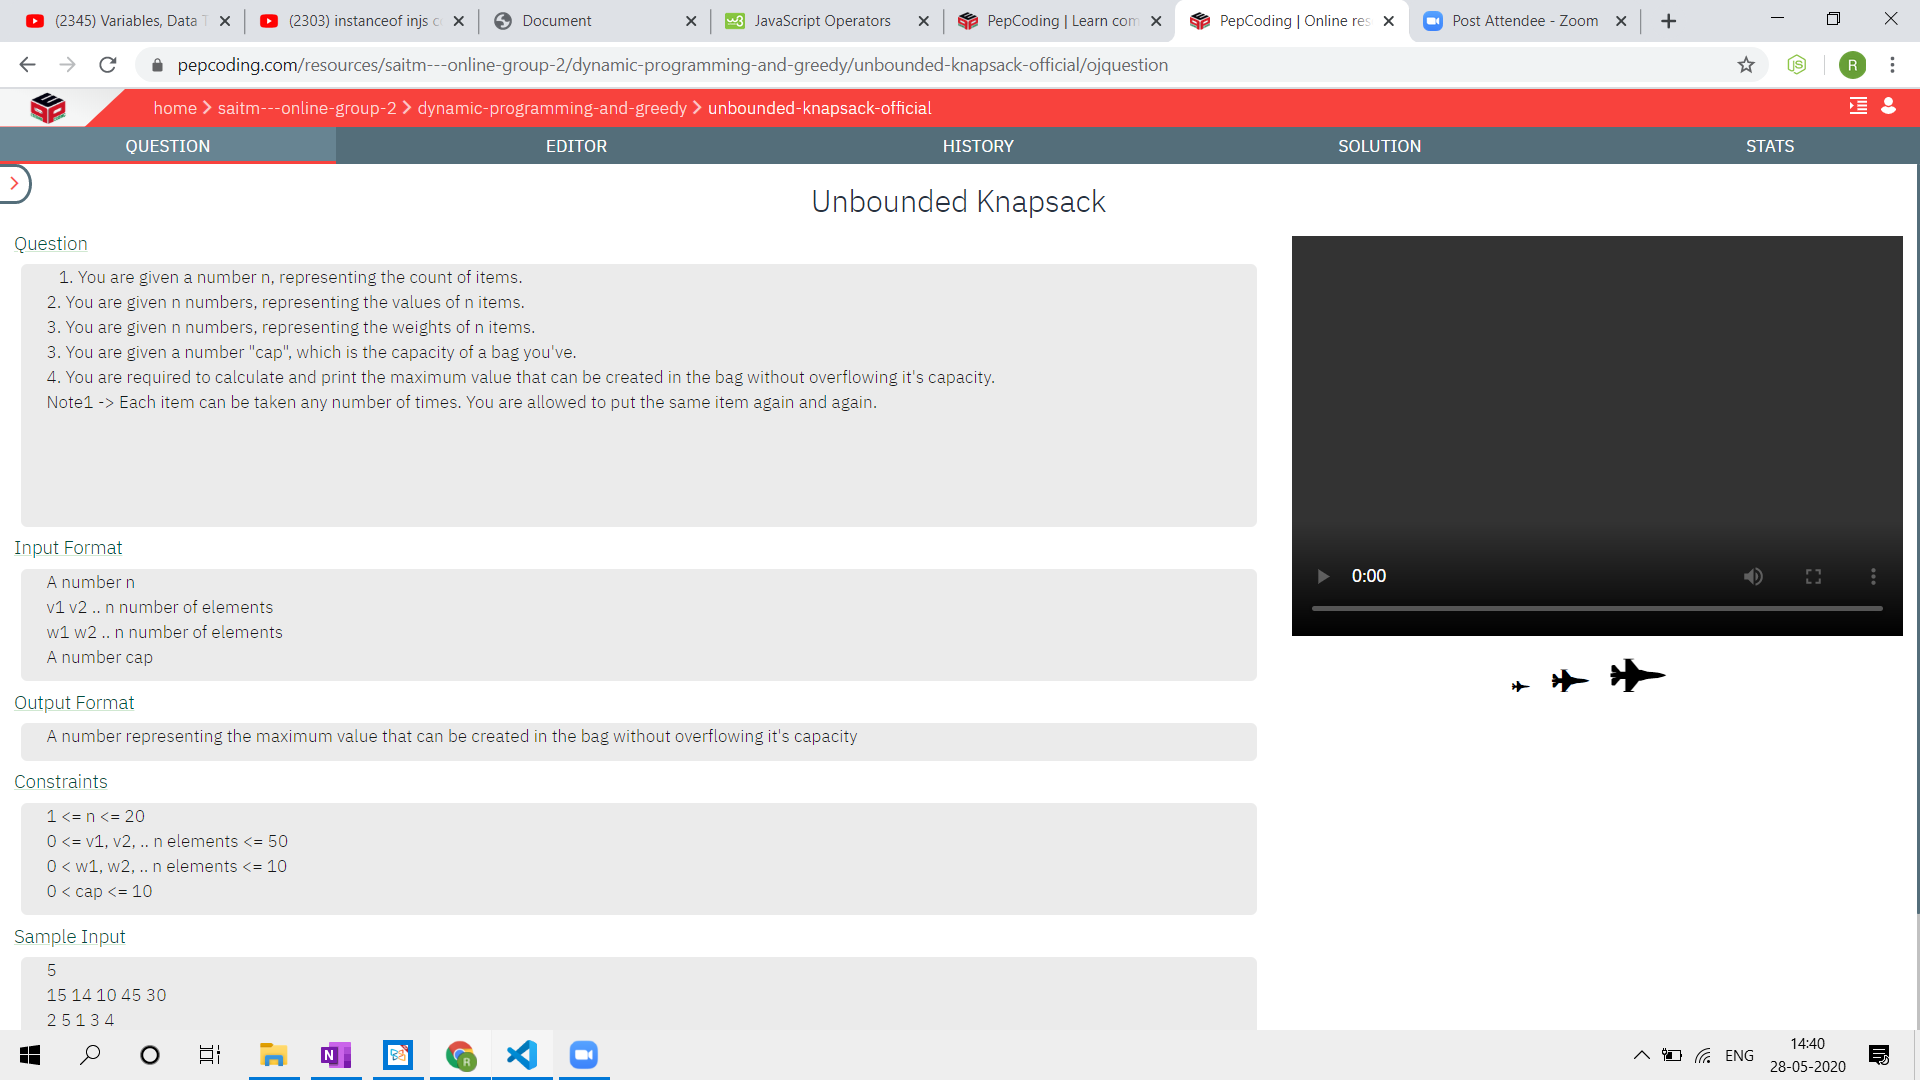 (2345) Variables, Data T
(2303) instanceof injs c
Document
JavaScript Operators
PepCoding | Learn com
PepCoding | Online res
Post Attendee - Zoom
pepcoding.com/resources/saitm---online-group-2/dynamic-programming-and-greedy/unbounded-knapsack-official/ojquestion
R
home > saitm---online-group-2 > dynamic-programming-and-greedy > unbounded-knapsack-official
QUESTION EDITOR HISTORY SOLUTION STATS
Unbounded Knapsack
Question
1. You are given a number n, representing the count of items.
2. You are given n numbers, representing the values of n items.
3. You are given n numbers, representing the weights of n items.
3. You are given a number "cap", which is the capacity of a bag you've.
4. You are required to calculate and print the maximum value that can be created in the bag without overflowing it's capacity.
Note1 -> Each item can be taken any number of times. You are allowed to put the same item again and again.
0:00
Input Format
A number n
v1 v2 .. n number of elements
w1 w2 .. n number of elements
A number cap
Output Format
A number representing the maximum value that can be created in the bag without overflowing it's capacity
Constraints
1 <= n <= 20
0 <= v1, v2, .. n elements <= 50
0 < w1, w2, .. n elements <= 10
0 < cap <= 10
Sample Input
5
15 14 10 45 30
2 5 1 3 4
ENG
14:40
28-05-2020